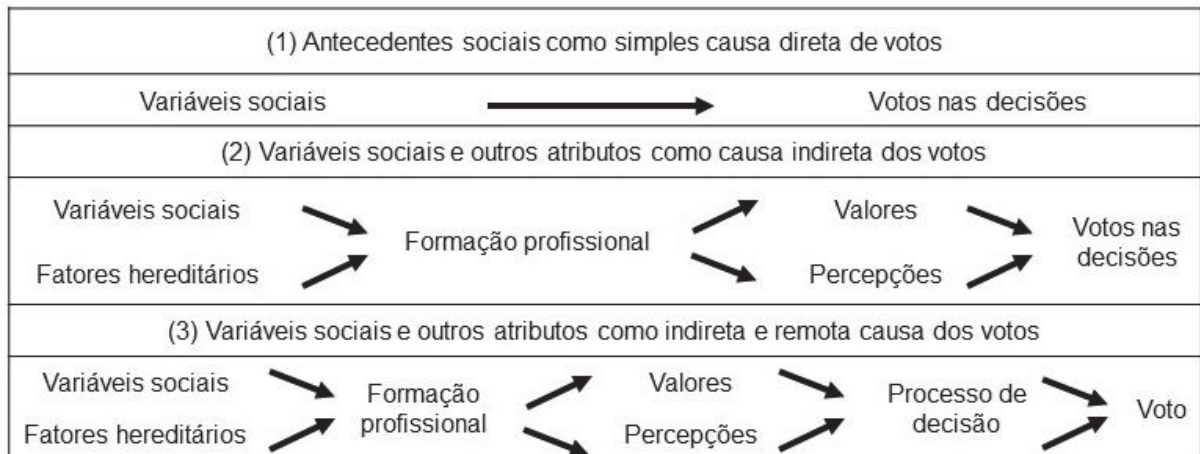 (1) Antecedentes sociais como simples causa direta de votos
Variáveis sociais Votos nas decisões
(2) Variáveis sociais e outros atributos como causa indireta dos votos
Variáveis sociais
Fatores hereditários
Formação profissional
Valores
Percepções
Votos nas
decisões
(3) Variáveis sociais e outros atributos como indireta e remota causa dos votos
Variáveis sociais
Fatores hereditários
Formação
profissional
Valores
Percepções
Processo de
decisão
Voto